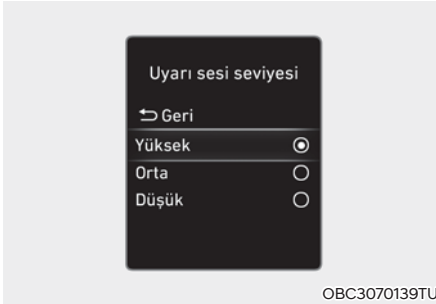 Uyarı sesi seviyesi
Geri
Yüksek
Orta
Düşük
OBC3070139TU